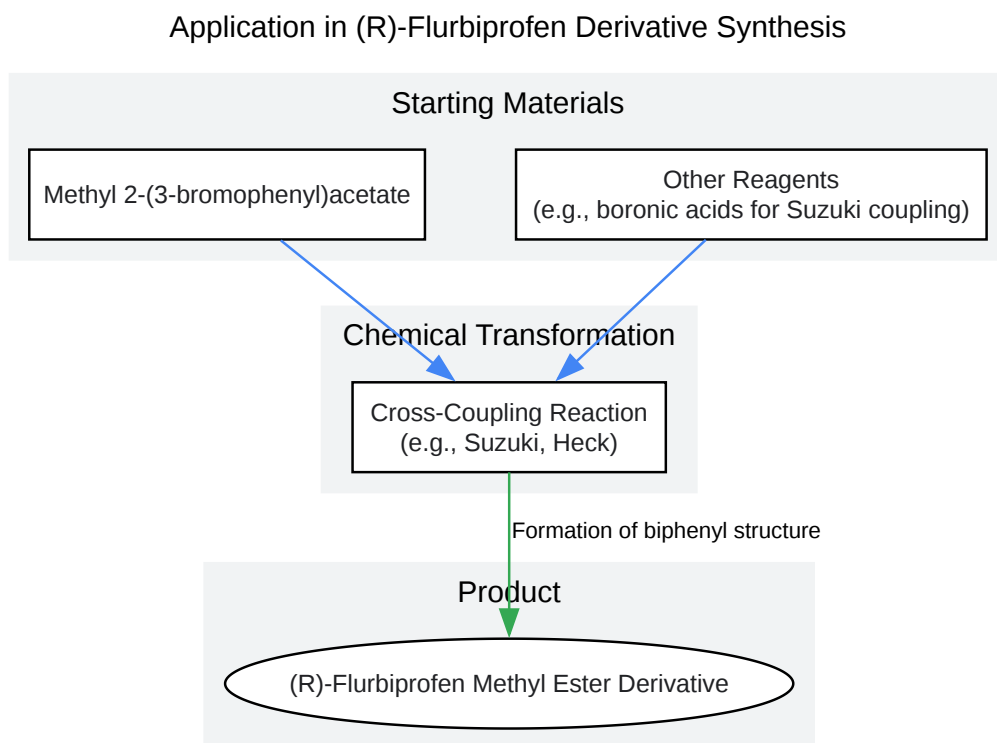 Application in (R)-Flurbiprofen Derivative Synthesis
Starting Materials
Methyl 2-(3-bromophenyl)acetate
Other Reagents
(e.g., boronic acids for Suzuki coupling)
Chemical Transformation
Cross-Coupling Reaction
(e.g., Suzuki, Heck)
Formation of biphenyl structure
Product
(R)-Flurbiprofen Methyl Ester Derivative